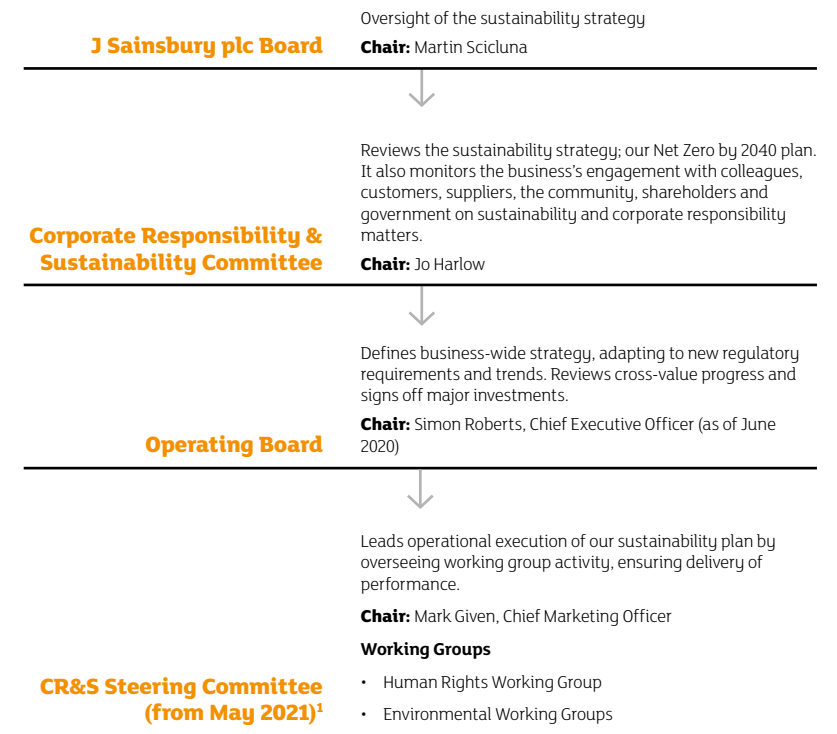 Oversight of the sustainability strategy
J Sainsbury plc Board
Chair: Martin Scicluna
Reviews the sustainability strategy; our Net Zero by 2040 plan.
It also monitors the business's engagement with colleagues,
customers, suppliers, the community, shareholders and
government on sustainability and corporate responsibility
matters.
Corporate Responsibility &
Sustainability Committee
Chair: Jo Harlow
Defines business-wide strategy, adapting to new regulatory
requirements and trends. Reviews cross-value progress and
signs off major investments.
Chair: Simon Roberts, Chief Executive Officer (as of June
2020)
Operating Board
Leads operational execution of our sustainability plan by
overseeing working group activity, ensuring delivery of
performance.
Chair: Mark Given, Chief Marketing Officer
Working Groups
CR&S Steering Committee
(from May 2021)¹
• Human Rights Working Group
• Environmental Working Groups